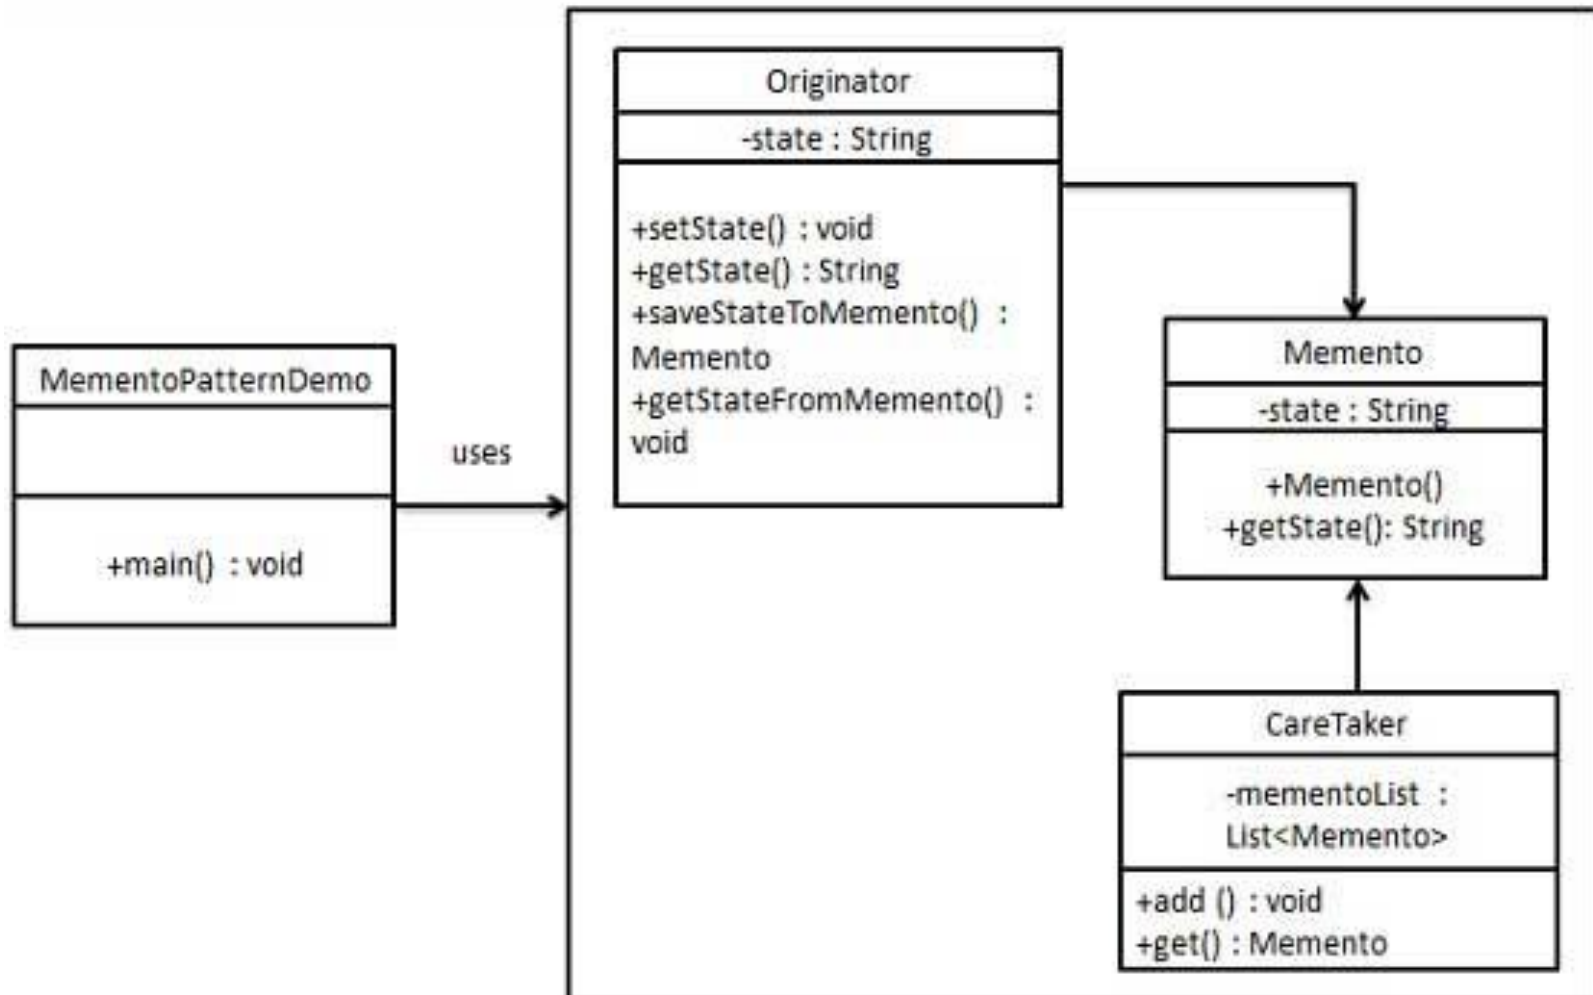 MementoPatternDemo
+main() : void
uses
Originator
-state : String
+setState() : void
+getState() : String
+saveStateToMemento() :
Memento
+getStateFromMemento() :
void
Memento
-state : String
+Memento()
+getState(): String
CareTaker
-mementoList :
List<Memento>
+add () : void
+get() : Memento